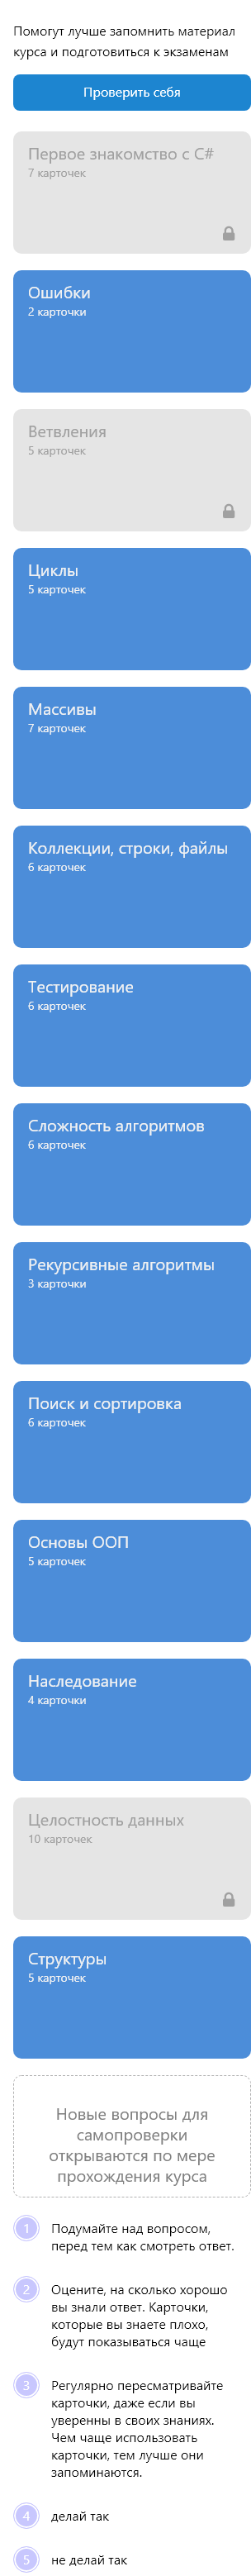 Помогут лучше запомнить материал
курса и подготовиться к экзаменам
Проверить себя
Первое знакомство с C#
7 карточек
Ошибки
2 карточки
Ветвления
5 карточек
Циклы
5 карточек
Массивы
7 карточек
Коллекции, строки, файлы
6 карточек
Тестирование
6 карточек
Сложность алгоритмов
6 карточек
Рекурсивные алгоритмы
3 карточки
Поиск и сортировка
6 карточек
Основы ООП
5 карточек
Наследование
4 карточки
Целостность данных
10 карточек
Структуры
5 карточек
Новые вопросы для
самопроверки
открываются по мере
прохождения курса
1 Подумайте над вопросом,
перед тем как смотреть ответ.
2 Оцените, на сколько хорошо
вы знали ответ. Карточки,
которые вы знаете плохо,
будут показываться чаще
3 Регулярно пересматривайте
карточки, даже если вы
уверенны в своих знаниях.
Чем чаще использовать
карточки, тем лучше они
запоминаются.
4 делай так
5 не делай так